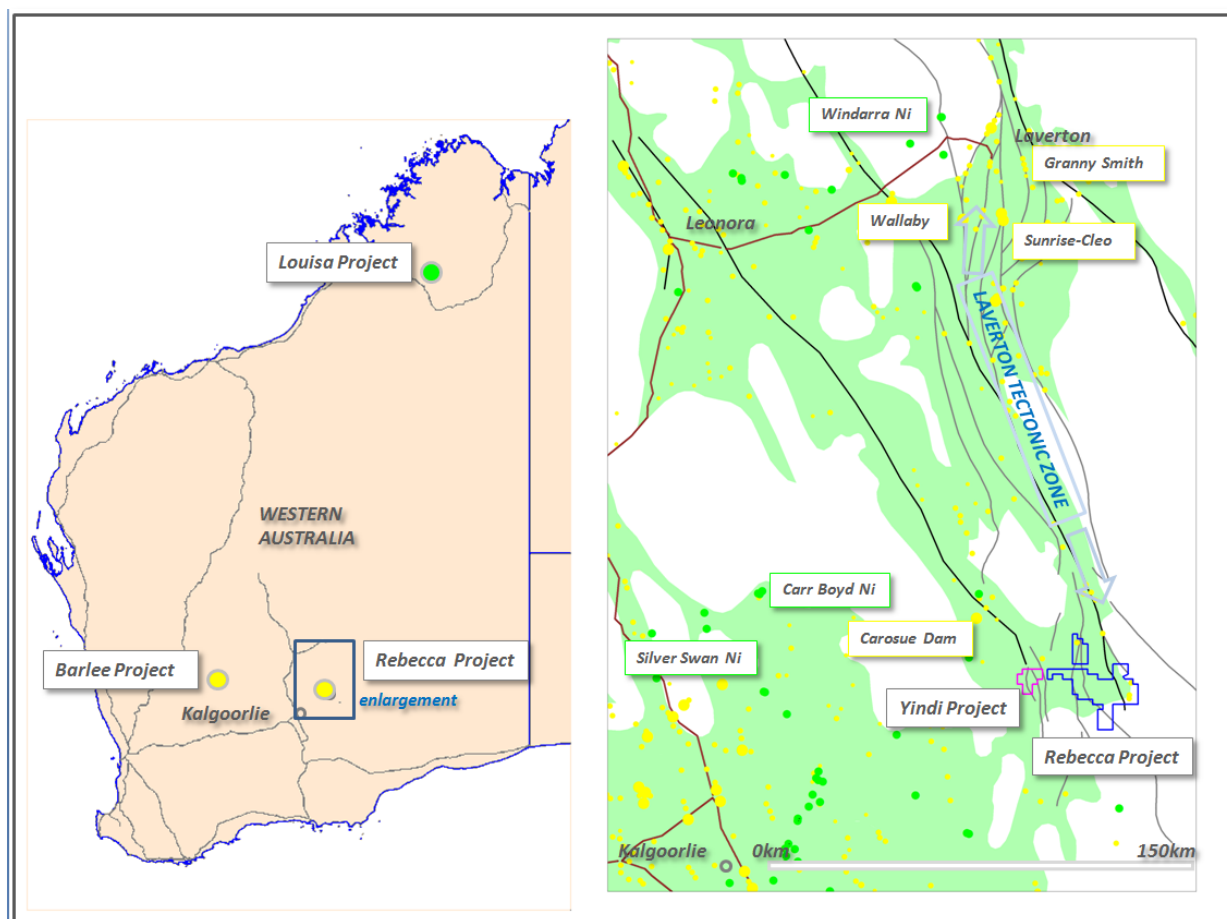 Louisa Project
WESTERN
AUSTRALIA
Barlee Project
Rebecca Project
Kalgoorlie
enlargement
Windarra Ni
Laverton
Granny Smith
Leonora
Wallaby
Sunrise-Cleo
LAVERTON TECTONIC ZONE
Carr Boyd Ni
Carosue Dam
Silver Swan Ni
Yindi Project
Rebecca Project
Kalgoorlie
0km
150km